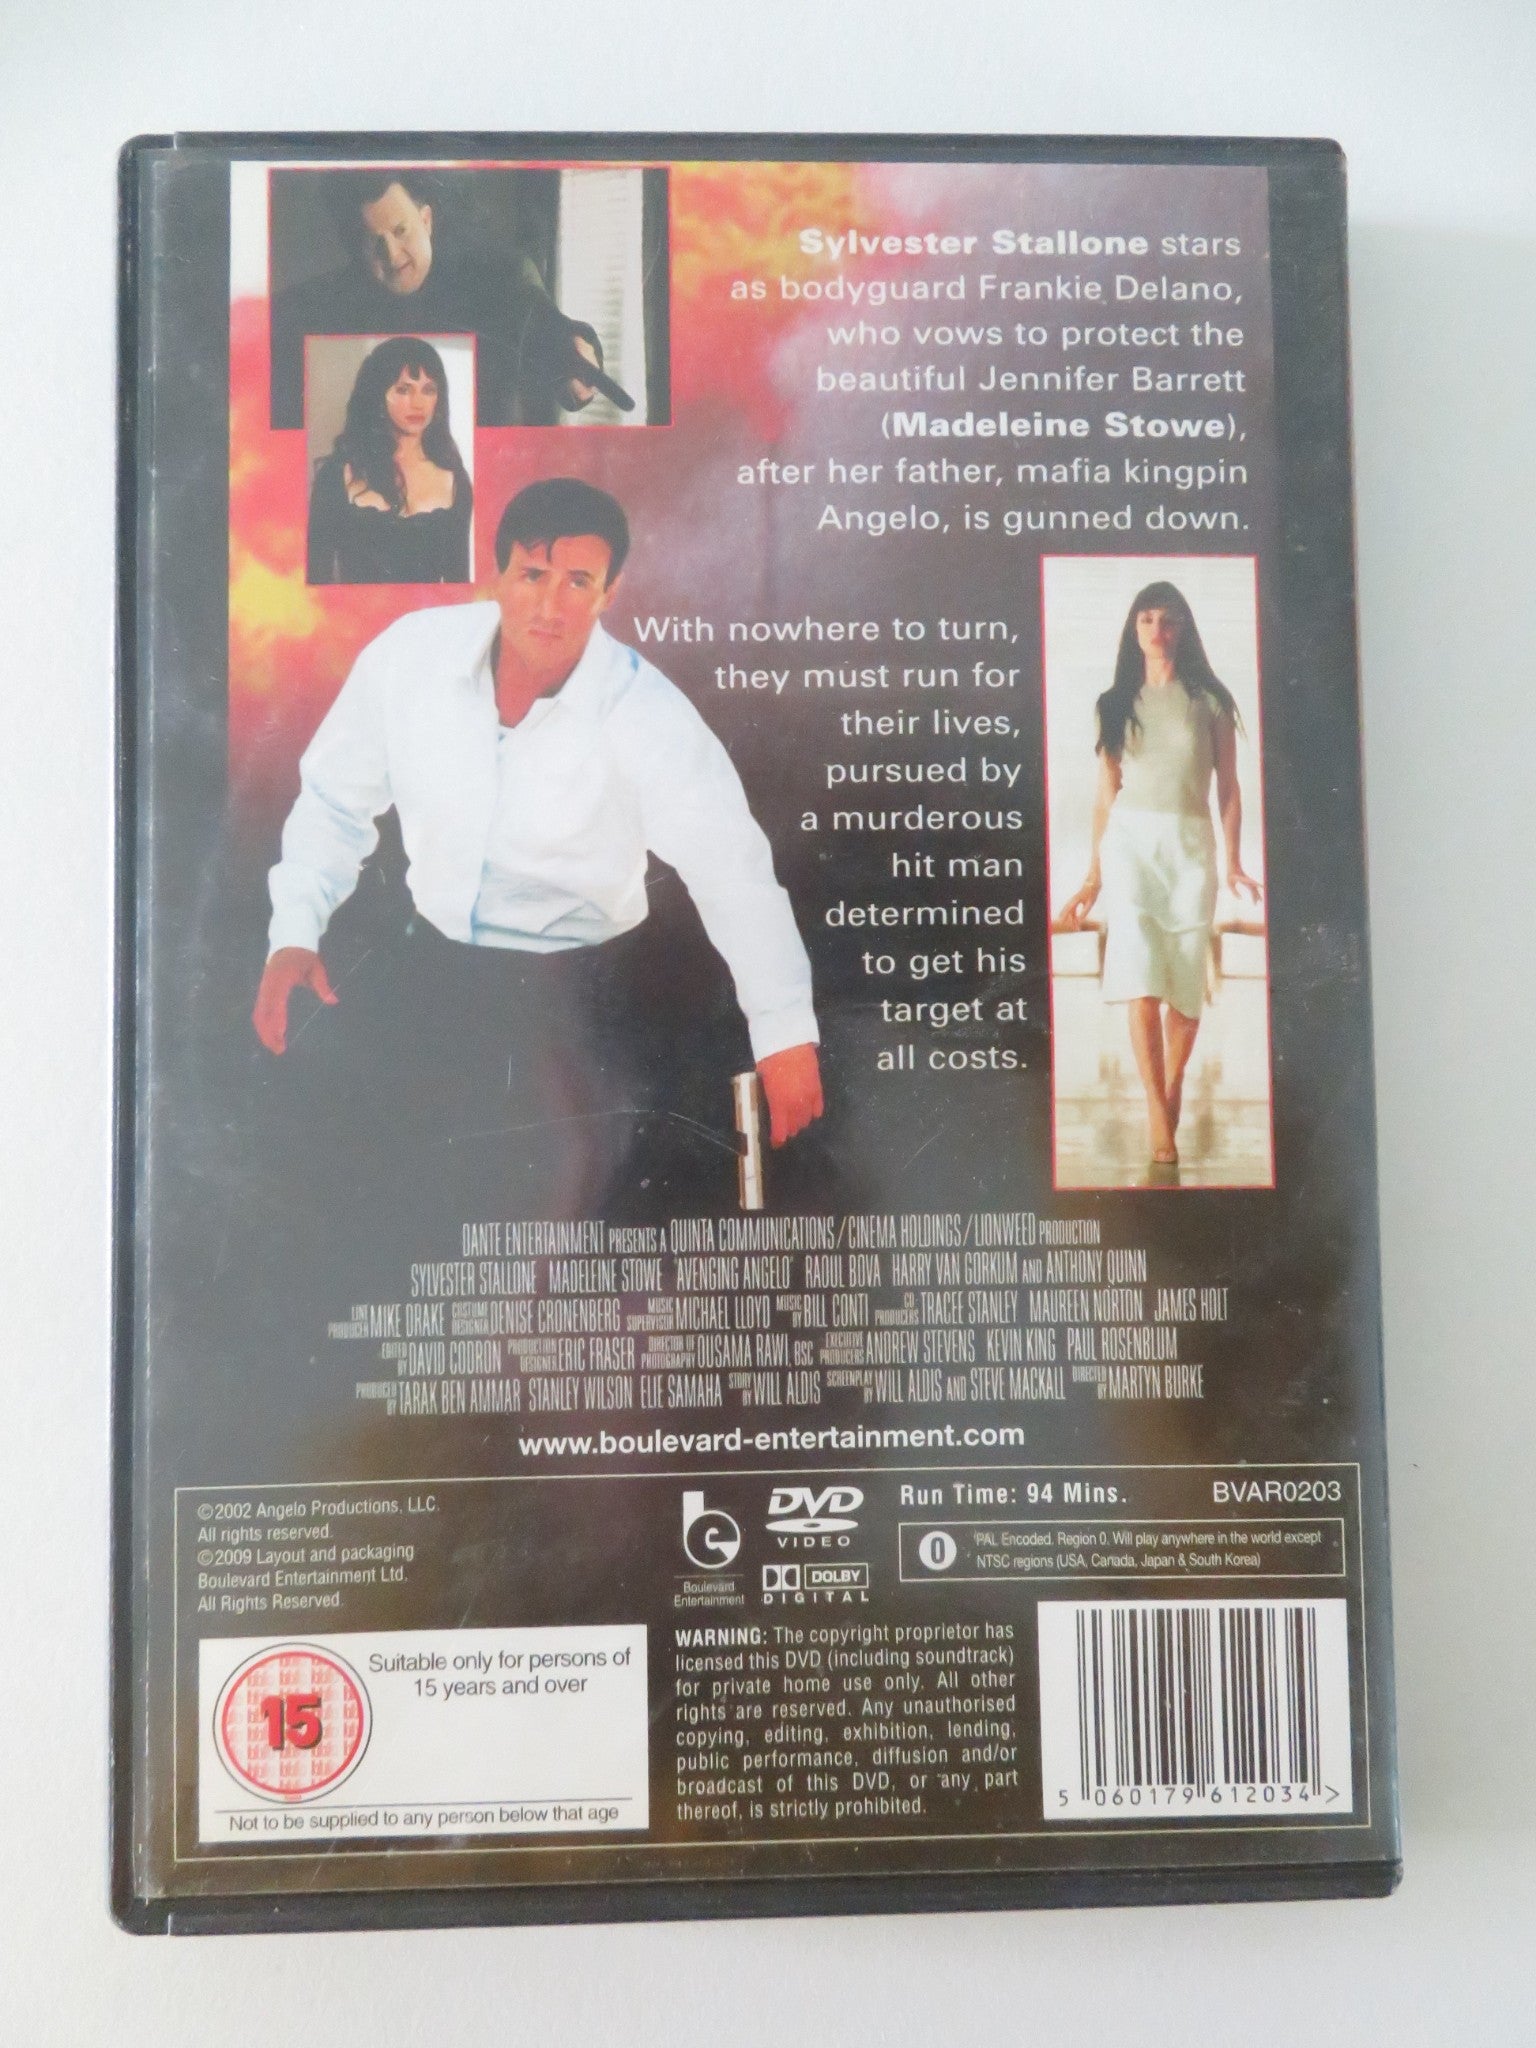 Sylvester Stallone stars
as bodyguard Frankie Delano,
who vows to protect the
beautiful Jennifer Barrett
(Madeleine Stowe),
after her father, mafia kingpin
Angelo, is gunned down.
With nowhere to turn,
they must run for
their lives,
pursued by
a murderous
hit man
determined
to get his
target at
all costs.
DANTE ENTERTAINMENT PRESENTS A QUINTA COMMUNICATIONS/CINEMA HOLDINGS/LIONWEED PRODUCTION
SYLVESTER STALLONE MADELEINE STOWE "AVENGING ANGELO" RAOUL BOVA HARRY VAN GORKUM AND ANTHONY QUINN
LINE PRODUCER MIKE DRAKE COSTUME DESIGNER DENISE CRONENBERG MUSIC SUPERVISOR MICHAEL LLOYD MUSIC BY BILL CONTI CO PRODUCERS TRACEE STANLEY MAUREEN NORTON JAMES HOLT
EDITED BY DAVID CODRON PRODUCTION DESIGNER ERIC FRASER DIRECTOR OF PHOTOGRAPHY OUSAMA RAWI, BSC EXECUTIVE PRODUCERS ANDREW STEVENS KEVIN KING PAUL ROSENBLUM
PRODUCED BY TARAK BEN AMMAR STANLEY WILSON ELIE SAMAHA STORY BY WILL ALDIS SCREENPLAY BY WILL ALDIS AND STEVE MACKALL DIRECTED BY MARTYN BURKE
www.boulevard-entertainment.com
©2002 Angelo Productions, LLC.
All rights reserved.
©2009 Layout and packaging
Boulevard Entertainment Ltd.
All Rights Reserved.
be
Boulevard
Entertainment
DVD
VIDEO
DOLBY
DIGITAL
Run Time: 94 Mins.
BVAR0203
0
PAL Encoded. Region 0. Will play anywhere in the world except
NTSC regions (USA, Canada, Japan & South Korea)
15
Suitable only for persons of
15 years and over
Not to be supplied to any person below that age
WARNING: The copyright proprietor has
licensed this DVD (including soundtrack)
for private home use only. All other
rights are reserved. Any unauthorised
copying, editing, exhibition, lending,
public performance, diffusion and/or
broadcast of this DVD, or any part
thereof, is strictly prohibited.
5 060179 612034 >